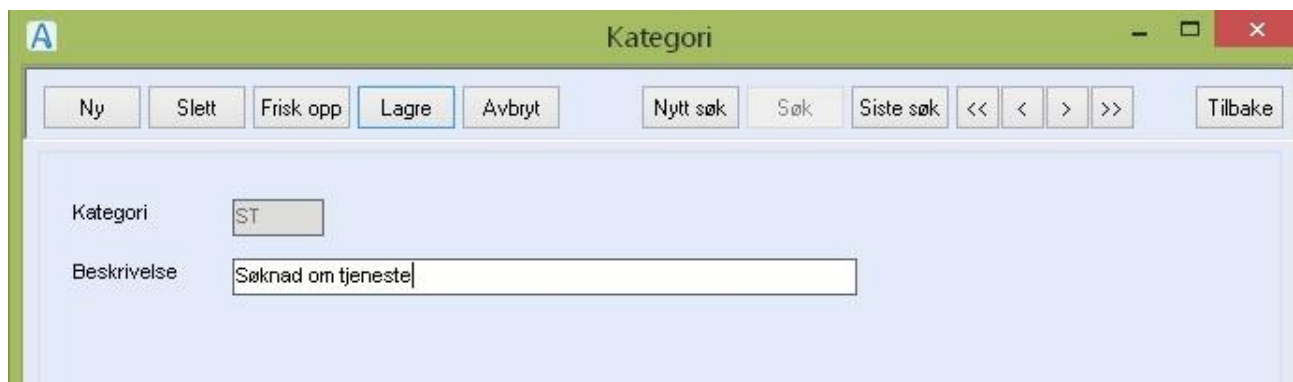 A Kategori
Ny Slett Frisk opp Lagre Avbryt Nytt søk Søk Siste søk << < > >> Tilbake
Kategori ST
Beskrivelse Søknad om tjeneste